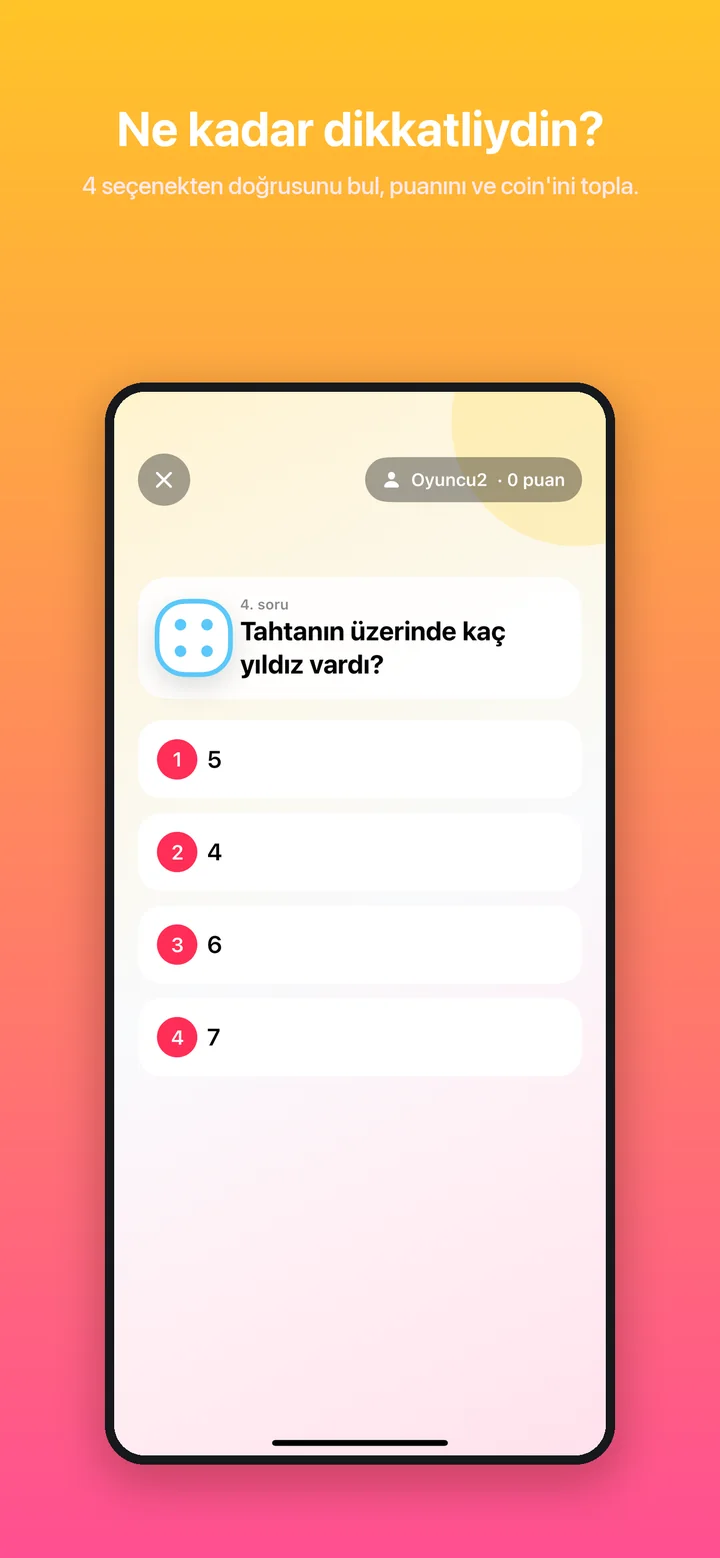 Ne kadar dikkatliydin?
4 seçenekten doğrusunu bul, puanını ve coin'ini topla.
Oyuncu2 · 0 puan
4. soru
Tahtanın üzerinde kaç
yıldız vardı?
1 5
2 4
3 6
4 7